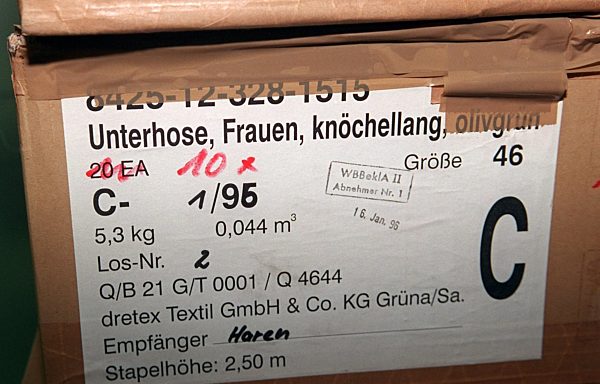 8425-12-328-1515
Unterhose, Frauen, knöchellang, olivgrün
20 EA 10 x Größe 46
C- 1/95
WBBeklA II
Abnehmer Nr. 1
16. Jan. 96
5,3 kg 0,044 m³
C
Los-Nr. 2
Q/B 21 G/T 0001 / Q 4644
dretex Textil GmbH & Co. KG Grüna/Sa.
Empfänger Haren
Stapelhöhe: 2,50 m